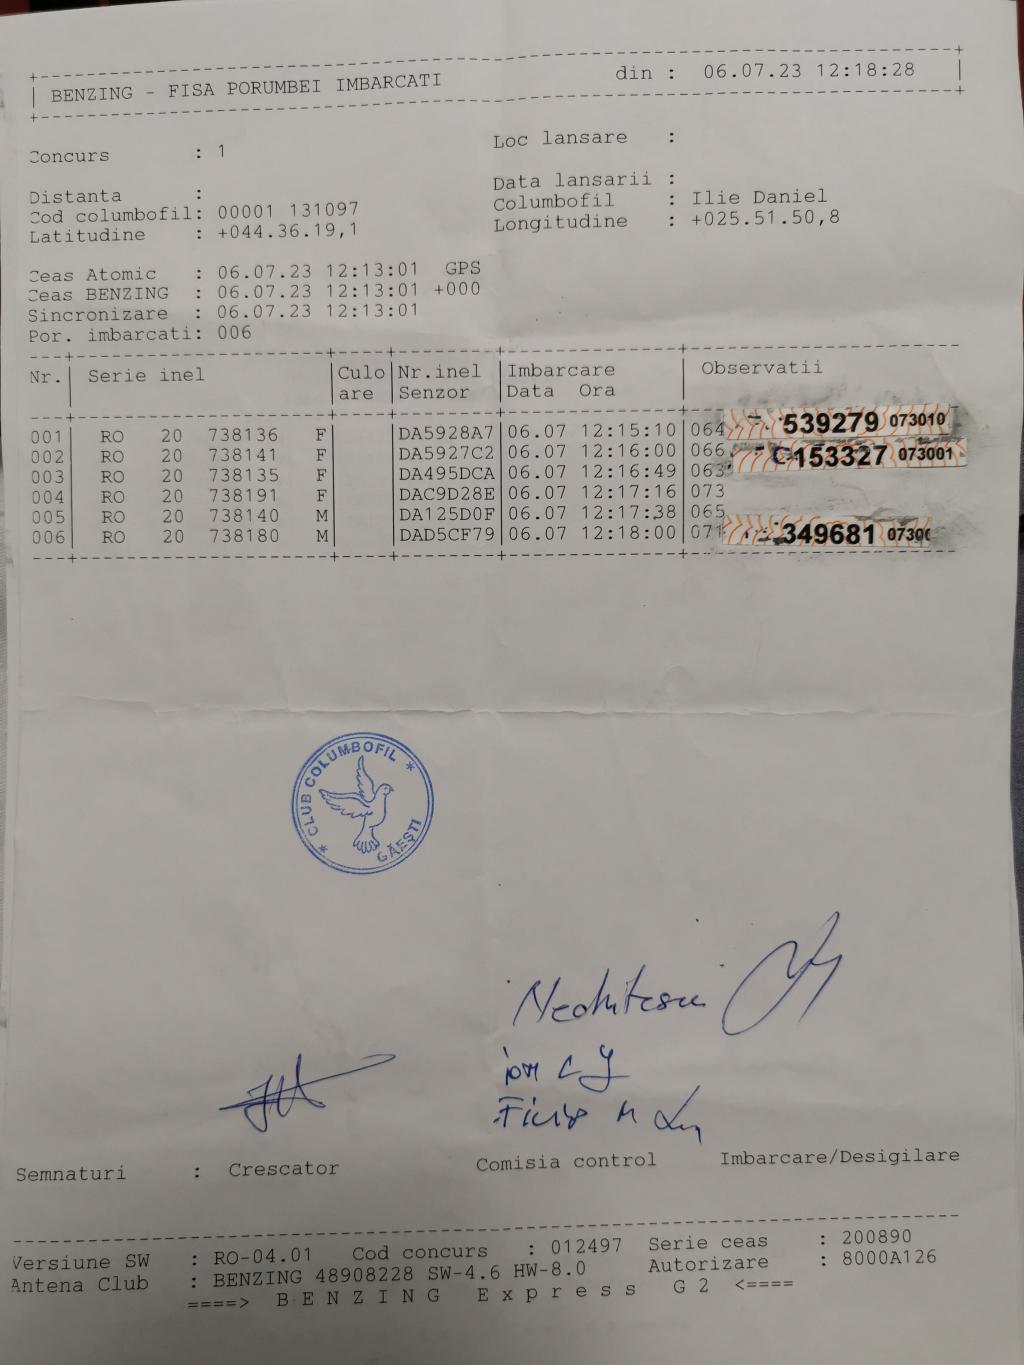 BENZING - FISA PORUMBEI IMBARCATI din : 06.07.23 12:18:28
Concurs : 1 Loc lansare :
Distanta : Data lansarii :
Cod columbofil: 00001 131097 Columbofil : Ilie Daniel
Latitudine : +044.36.19,1 Longitudine : +025.51.50,8
Ceas Atomic : 06.07.23 12:13:01 GPS
Ceas BENZING : 06.07.23 12:13:01 +000
Sincronizare : 06.07.23 12:13:01
Por. imbarcati: 006
Nr. Serie inel Culo Nr.inel Imbarcare Observatii
are Senzor Data Ora
001 RO 20 738136 F DA5928A7 06.07 12:15:10 064 539279 073010
002 RO 20 738141 F DA5927C2 06.07 12:16:00 066 C153327 073001
003 RO 20 738135 F DA495DCA 06.07 12:16:49 063
004 RO 20 738191 F DAC9D28E 06.07 12:17:16 073
005 RO 20 738140 M DA125D0F 06.07 12:17:38 065
006 RO 20 738180 M DAD5CF79 06.07 12:18:00 071 349681
* CLUB COLUMBOFIL *
GĂEȘTI
Semnaturi : Crescator Comisia control Imbarcare/Desigilare
Versiune SW : RO-04.01 Cod concurs : 012497 Serie ceas : 200890
Antena Club : BENZING 48908228 SW-4.6 HW-8.0 Autorizare : 8000A126
====> B E N Z I N G E x p r e s s G 2 <====